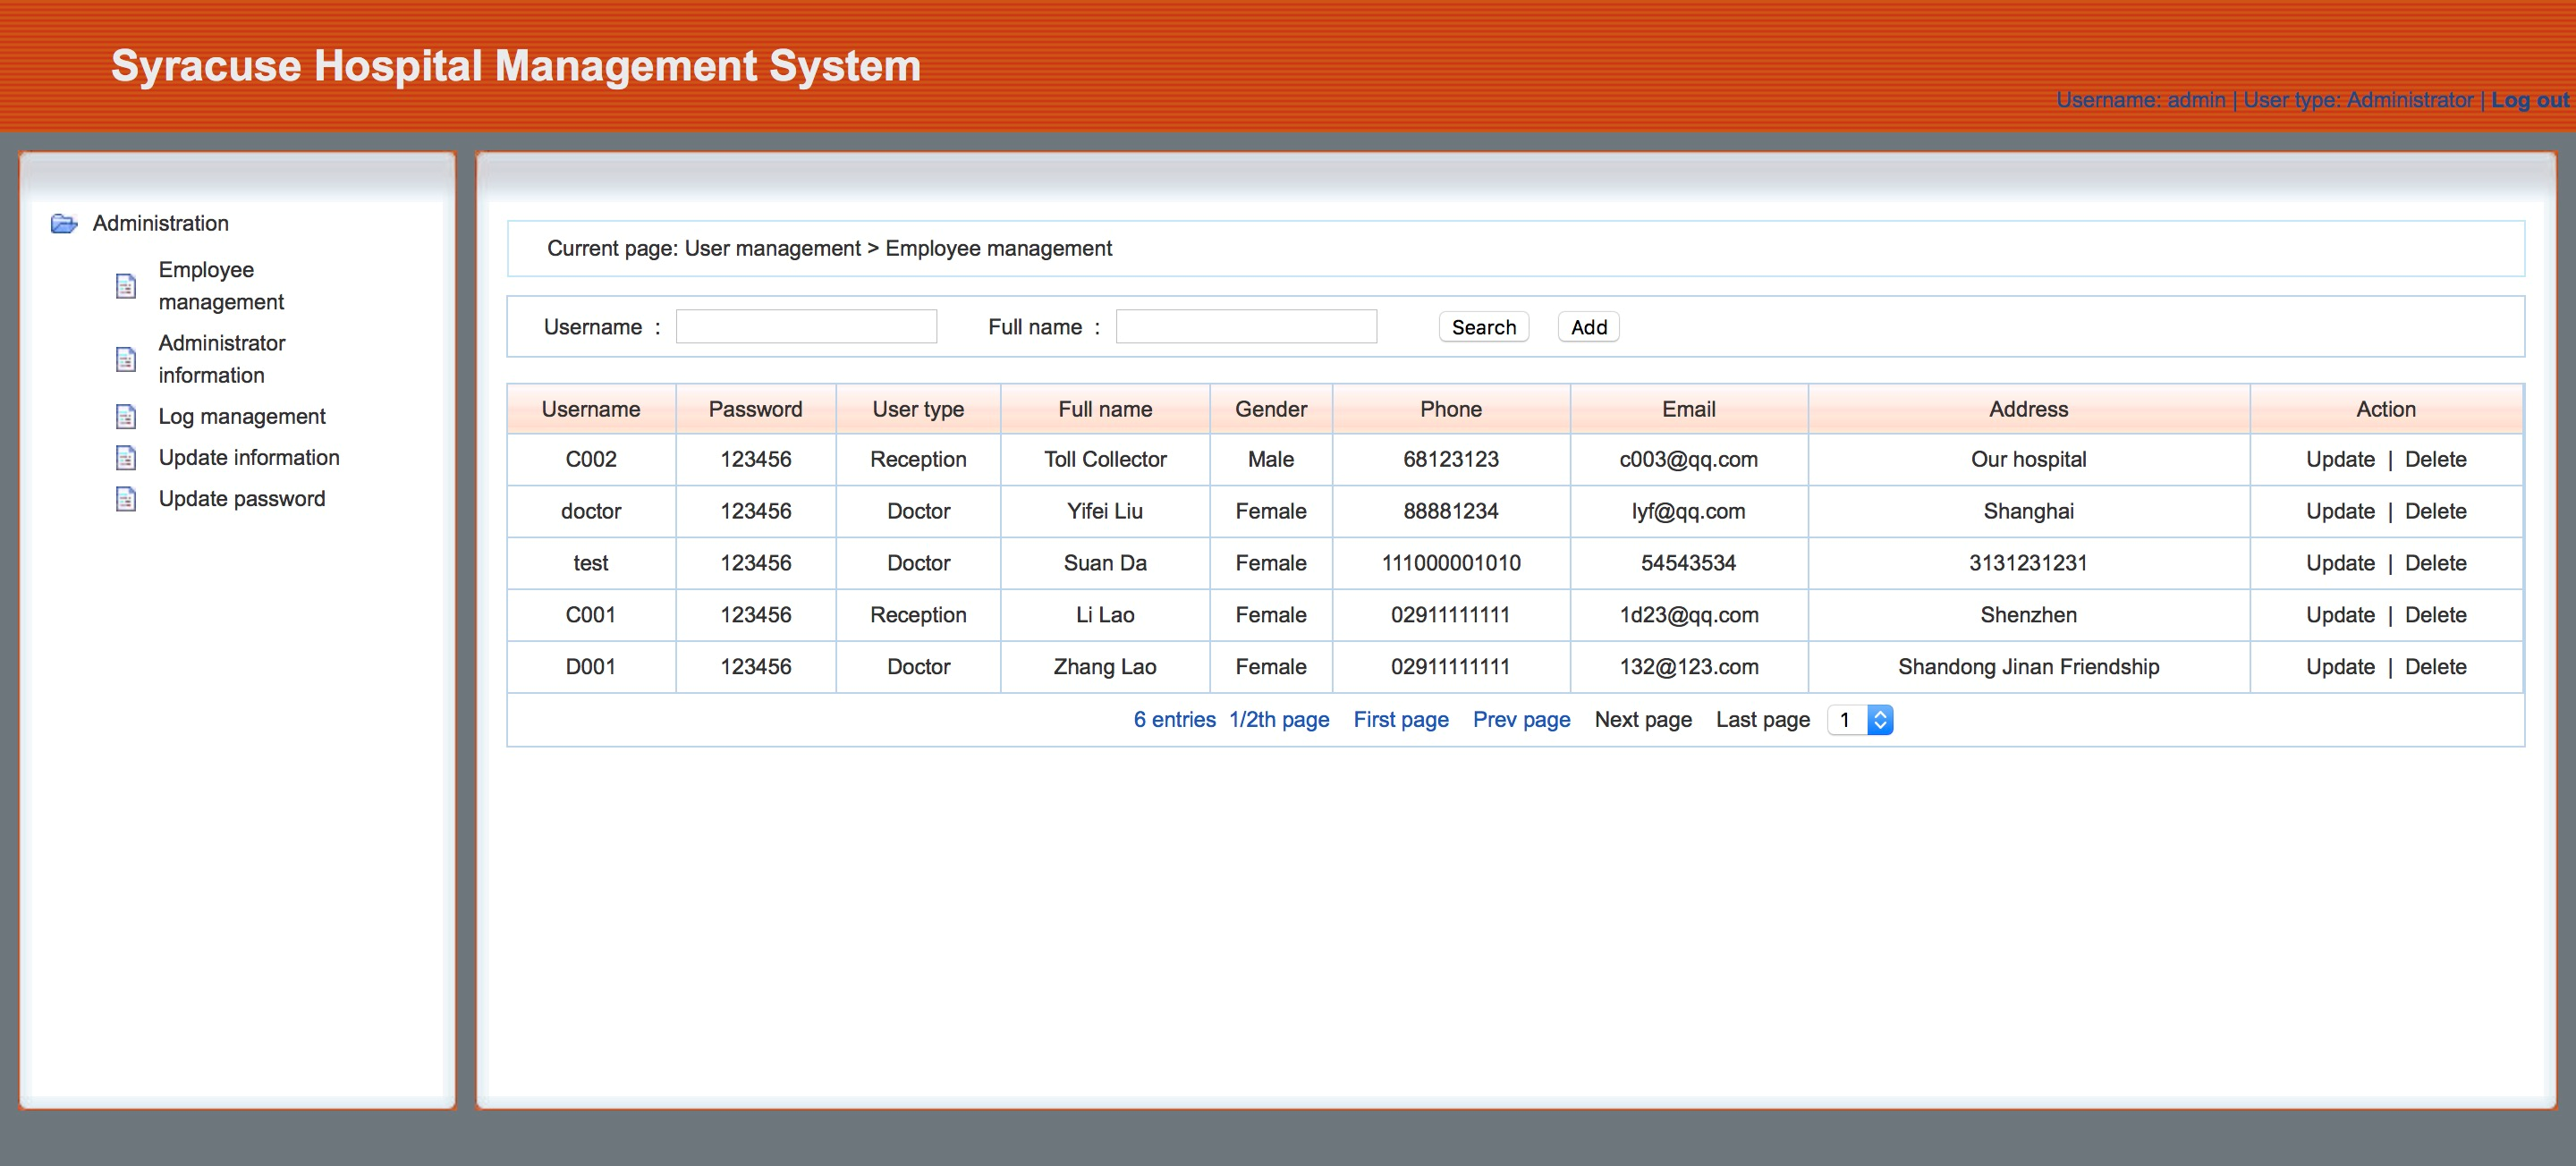 Syracuse Hospital Management System
Username: admin | User type: Administrator | Log out
Administration
Employee
management
Administrator
information
Log management
Update information
Update password
Current page: User management > Employee management
Username : Full name : Search Add
Username Password User type Full name Gender Phone Email Address Action
C002 123456 Reception Toll Collector Male 68123123 c003@qq.com Our hospital Update | Delete
doctor 123456 Doctor Yifei Liu Female 88881234 lyf@qq.com Shanghai Update | Delete
test 123456 Doctor Suan Da Female 111000001010 54543534 3131231231 Update | Delete
C001 123456 Reception Li Lao Female 02911111111 1d23@qq.com Shenzhen Update | Delete
D001 123456 Doctor Zhang Lao Female 02911111111 132@123.com Shandong Jinan Friendship Update | Delete
6 entries 1/2th page First page Prev page Next page Last page 1